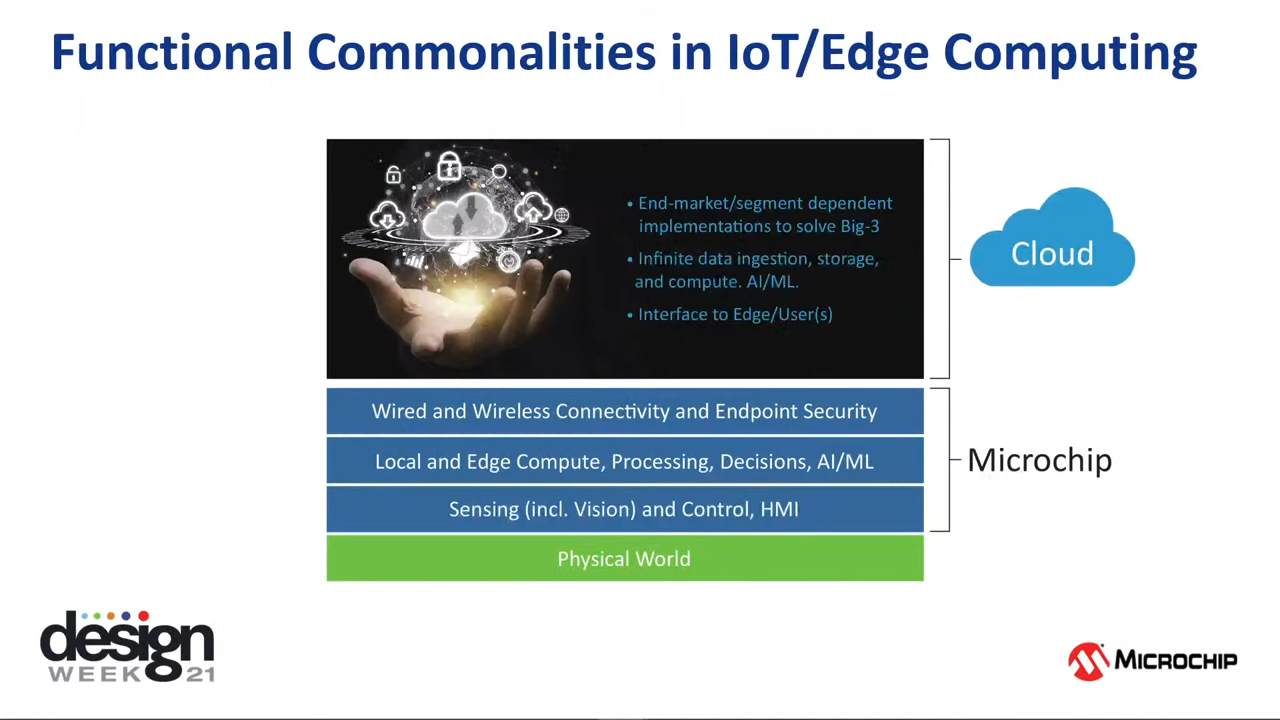 Functional Commonalities in IoT/Edge Computing
• End-market/segment dependent
implementations to solve Big-3
• Infinite data ingestion, storage,
and compute. AI/ML.
• Interface to Edge/User(s)
Cloud
Wired and Wireless Connectivity and Endpoint Security
Local and Edge Compute, Processing, Decisions, AI/ML
Sensing (incl. Vision) and Control, HMI
Microchip
Physical World
design
WEEK 21
MICROCHIP